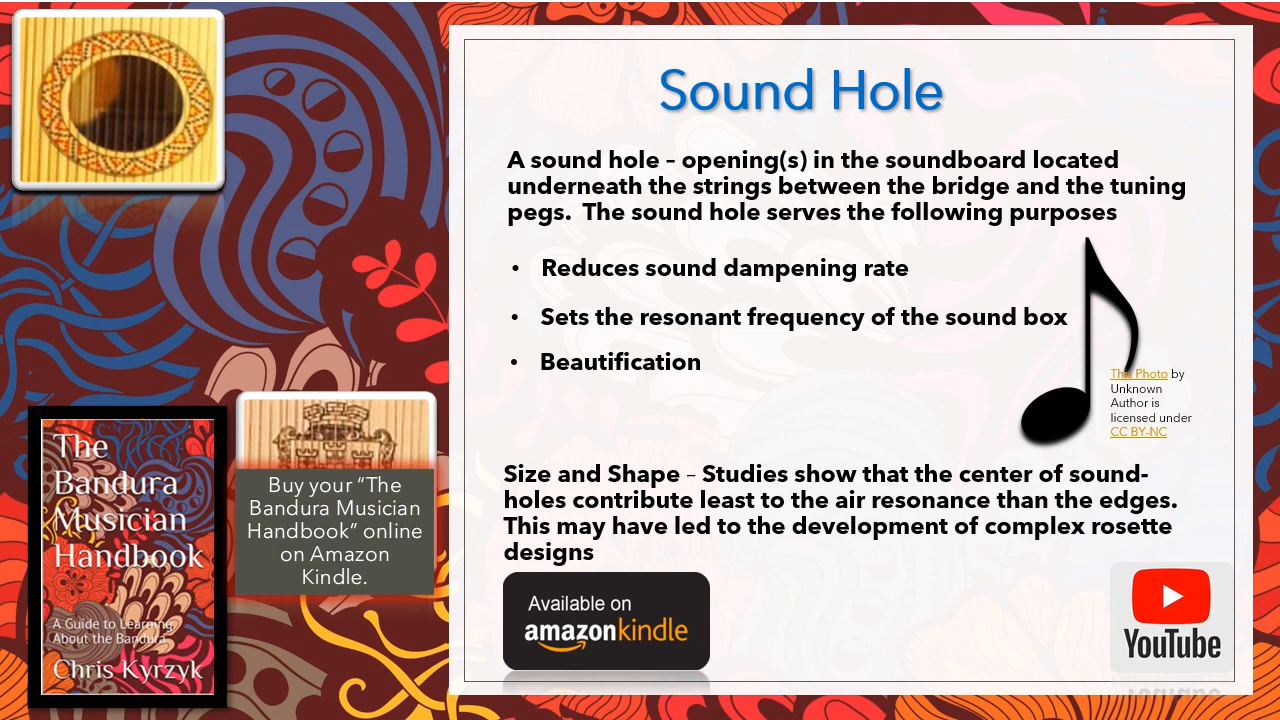 Sound Hole
A sound hole – opening(s) in the soundboard located
underneath the strings between the bridge and the tuning
pegs.  The sound hole serves the following purposes
• Reduces sound dampening rate
• Sets the resonant frequency of the sound box
• Beautification
This Photo by
Unknown
Author is
licensed under
CC BY-NC
Size and Shape – Studies show that the center of sound-
holes contribute least to the air resonance than the edges.
This may have led to the development of complex rosette
designs
The
Bandura
Musician
Handbook
A Guide to Learning
About the Bandura
Chris Kyrzyk
Buy your “The
Bandura Musician
Handbook” online
on Amazon
Kindle.
Available on
amazonkindle
YouTube